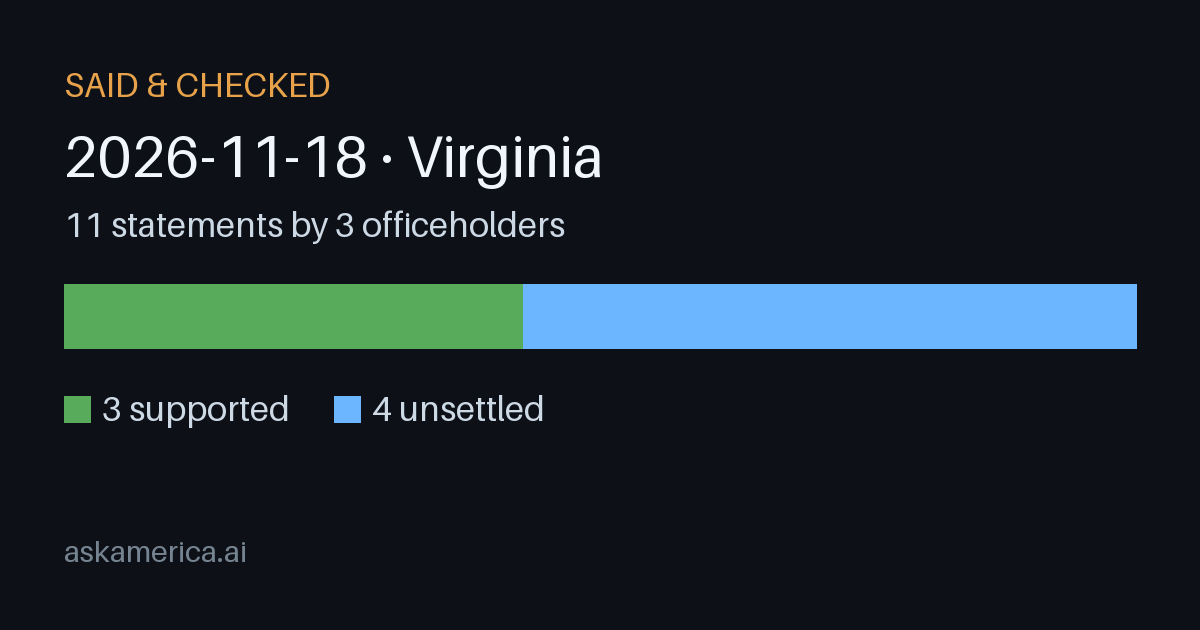 SAID & CHECKED
2026-11-18 · Virginia
11 statements by 3 officeholders
3 supported 4 unsettled
askamerica.ai